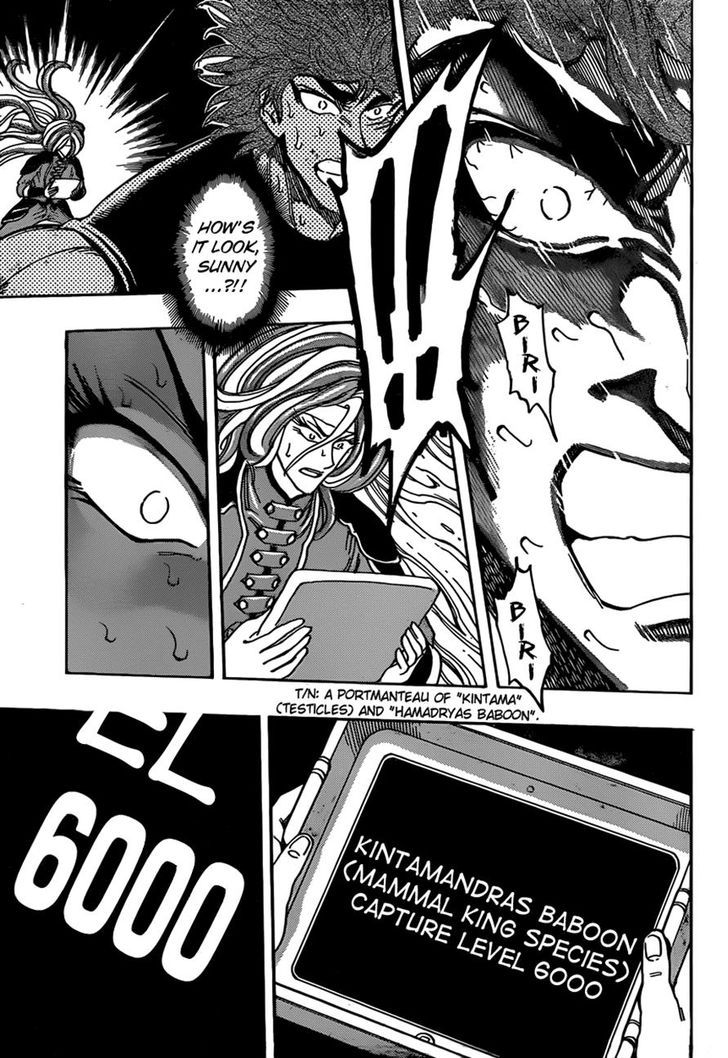 HOW'S
IT LOOK,
SUNNY
...?!!
!!!
BIRI
BIRI
T/N: A PORTMANTEAU OF "KINTAMA"
(TESTICLES) AND "HAMADRYAS BABOON".
KINTAMANDRAS BABOON
(MAMMAL KING SPECIES)
CAPTURE LEVEL 6000
EL
6000